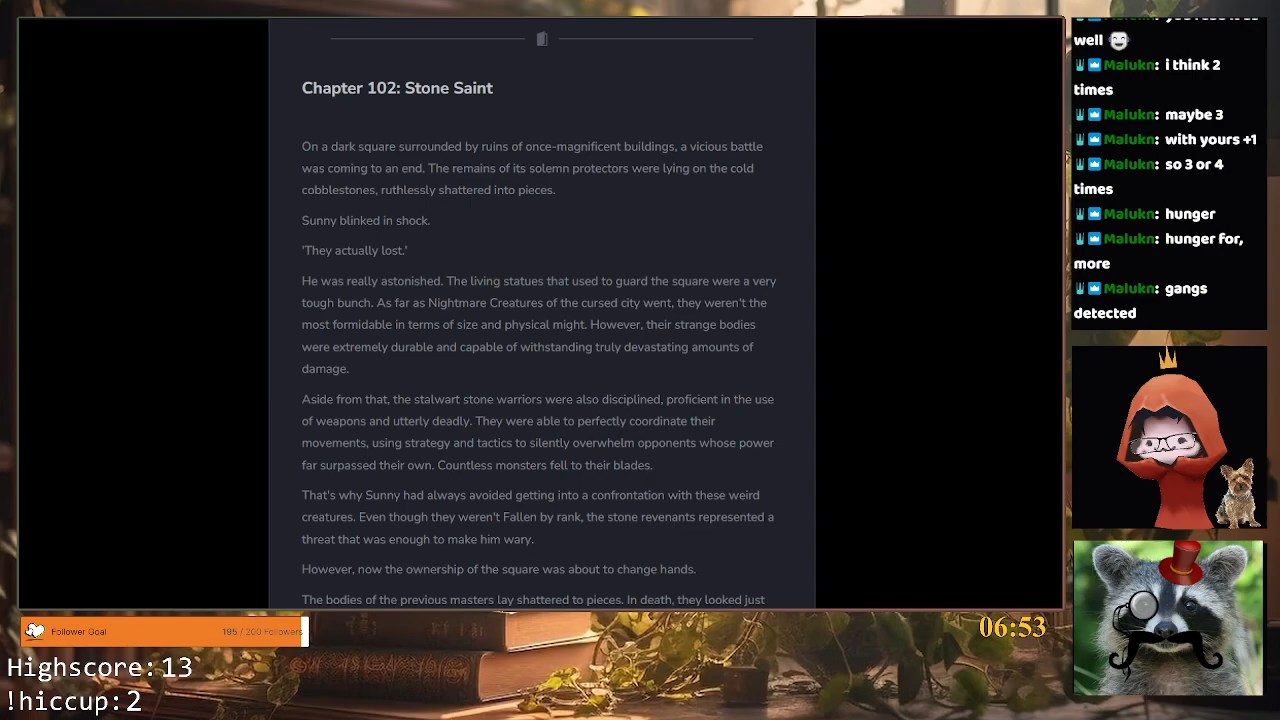 Chapter 102: Stone Saint
On a dark square surrounded by ruins of once-magnificent buildings, a vicious battle
was coming to an end. The remains of its solemn protectors were lying on the cold
cobblestones, ruthlessly shattered into pieces.
Sunny blinked in shock.
'They actually lost.'
He was really astonished. The living statues that used to guard the square were a very
tough bunch. As far as Nightmare Creatures of the cursed city went, they weren't the
most formidable in terms of size and physical might. However, their strange bodies
were extremely durable and capable of withstanding truly devastating amounts of
damage.
Aside from that, the stalwart stone warriors were also disciplined, proficient in the use
of weapons and utterly deadly. They were able to perfectly coordinate their
movements, using strategy and tactics to silently overwhelm opponents whose power
far surpassed their own. Countless monsters fell to their blades.
That's why Sunny had always avoided getting into a confrontation with these weird
creatures. Even though they weren't Fallen by rank, the stone revenants represented a
threat that was enough to make him wary.
However, now the ownership of the square was about to change hands.
The bodies of the previous masters lay shattered to pieces. In death, they looked just
well
Malukn: i think 2
times
Malukn: maybe 3
Malukn: with yours +1
Malukn: so 3 or 4
times
Malukn: hunger
Malukn: hunger for,
more
Malukn: gangs
detected
Follower Goal
195 / 200 Followers
Highscore:13
!hiccup:2
06:53